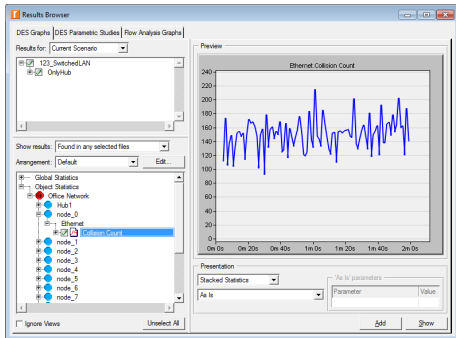 Results Browser
DES Graphs DES Parametric Studies Flow Analysis Graphs
Results for: Current Scenario
123_SwitchedLAN
OnlyHub
Show results: Found in any selected files
Arrangement: Default Edit...
Global Statistics
Object Statistics
Office Network
Hub1
node_0
Ethernet
Collision Count
node_1
node_2
node_3
node_4
node_5
node_6
node_7
Ignore Views Unselect All
Preview
Ethernet.Collision Count
240
220
200
180
160
140
120
100
80
60
40
20
0
0m 0s 0m 20s 0m 40s 1m 0s 1m 20s 1m 40s 2m 0s
Presentation
Stacked Statistics
As Is
'As Is' parameters
Parameter Value
Add Show